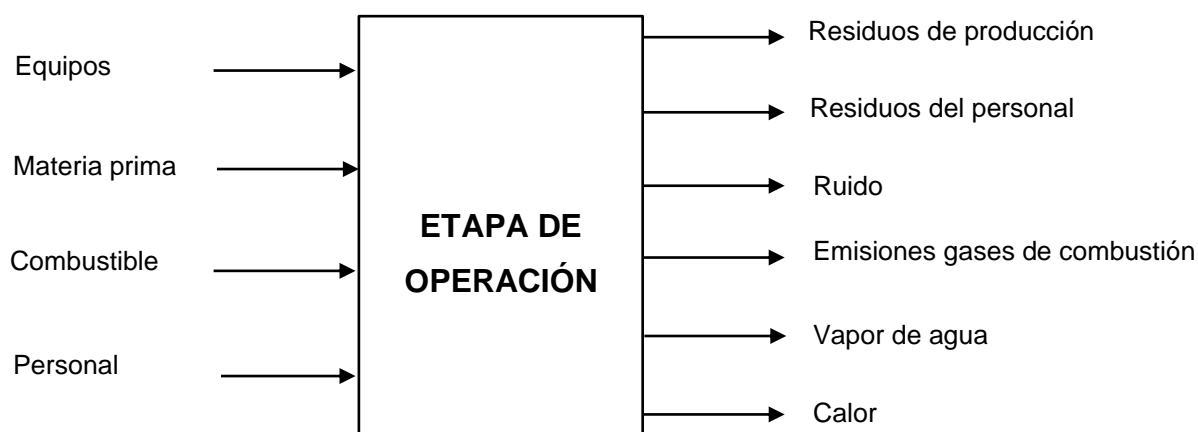 Equipos
Materia prima
Combustible
Personal
ETAPA DE
OPERACIÓN
Residuos de producción
Residuos del personal
Ruido
Emisiones gases de combustión
Vapor de agua
Calor